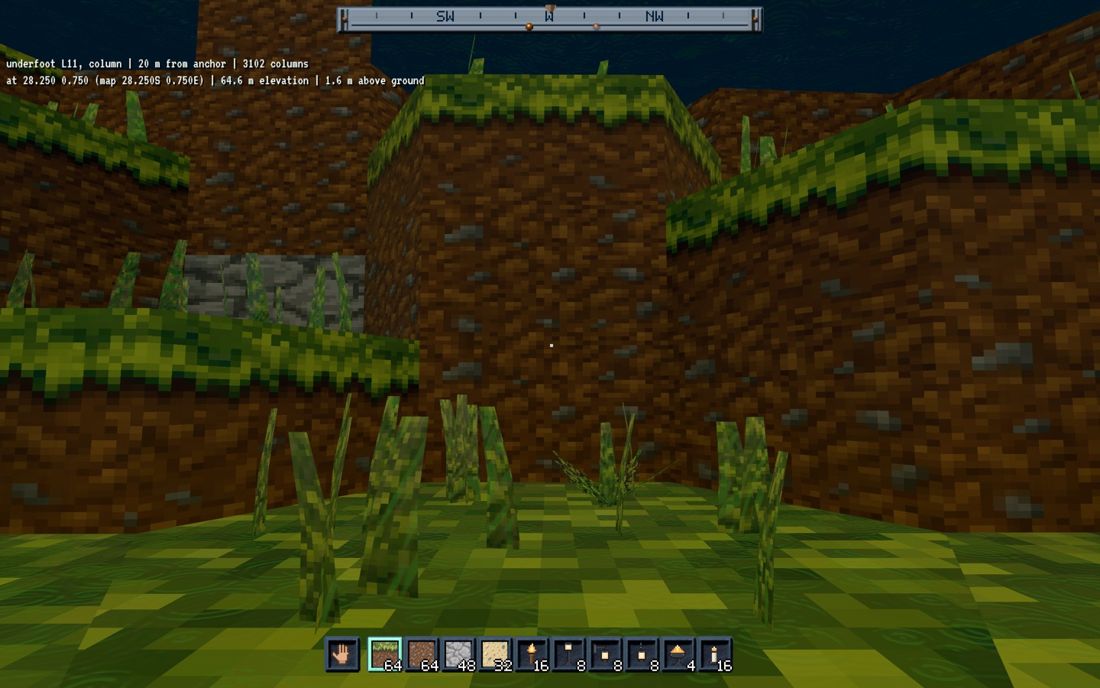 SW W NW
underfoot L11, column | 20 m from anchor | 3102 columns
at 28.250 0.750 (map 28.250S 0.750E) | 64.6 m elevation | 1.6 m above ground
64 64 48 32 16 8 8 8 4 16